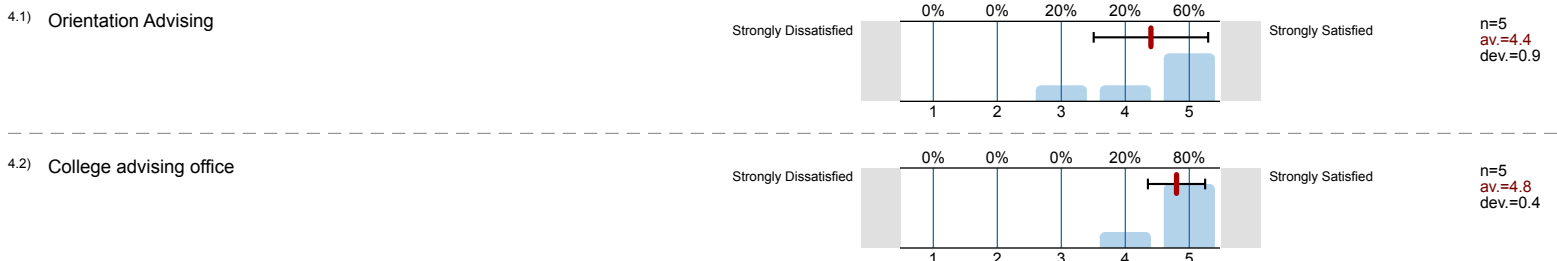 4.1) Orientation Advising
Strongly Dissatisfied
0% 0% 20% 20% 60%
1 2 3 4 5
Strongly Satisfied
n=5
av.=4.4
dev.=0.9
4.2) College advising office
Strongly Dissatisfied
0% 0% 0% 20% 80%
1 2 3 4 5
Strongly Satisfied
n=5
av.=4.8
dev.=0.4